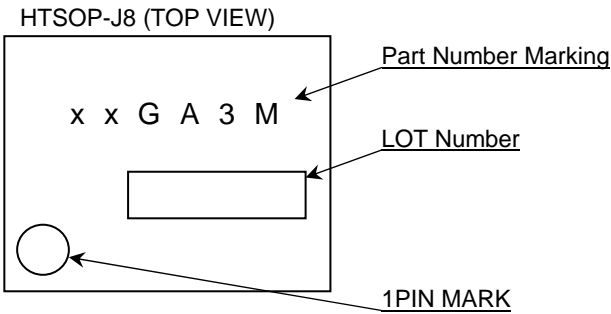 HTSOP-J8 (TOP VIEW)
Part Number Marking
x x G A 3 M
LOT Number
1PIN MARK